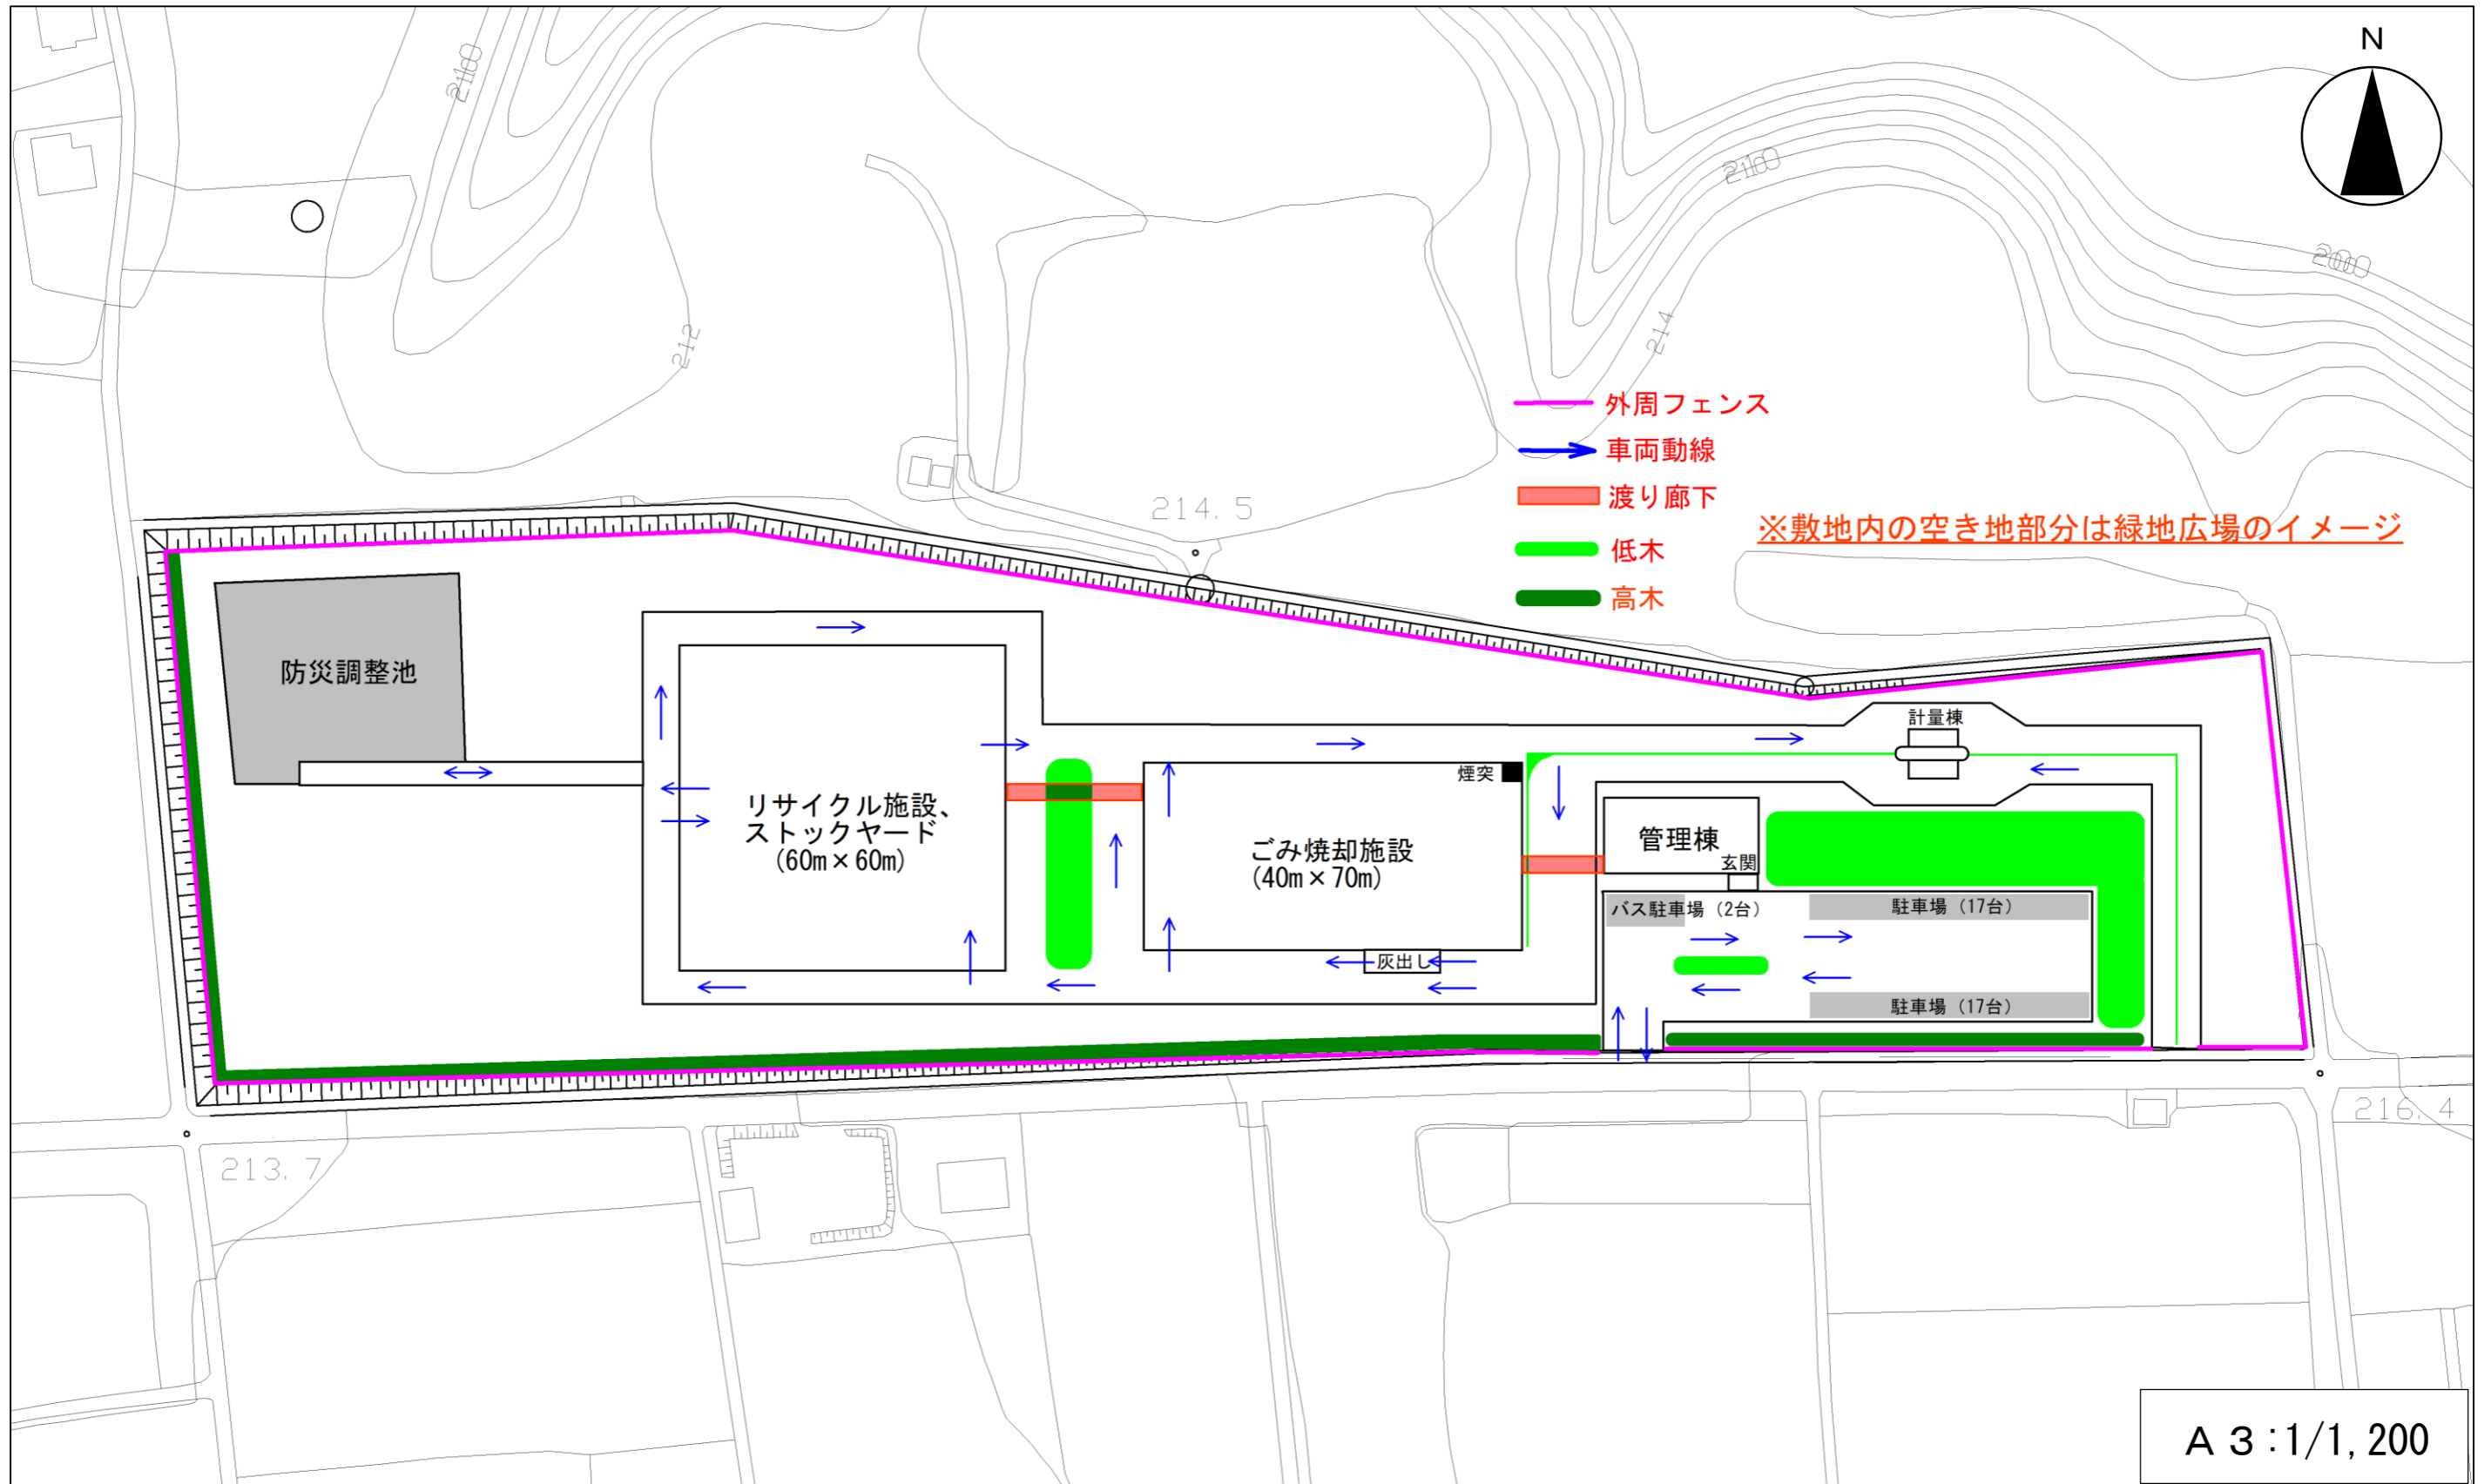 N
2180
2160
2000
212
214
外周フェンス
車両動線
渡り廊下
低木
高木
※敷地内の空き地部分は緑地広場のイメージ
214.5
防災調整池
リサイクル施設、
ストックヤード
(60m×60m)
煙突
ごみ焼却施設
(40m×70m)
灰出し
計量棟
管理棟
玄関
バス駐車場(2台)
駐車場(17台)
駐車場(17台)
213.7
216.4
A3:1/1,200